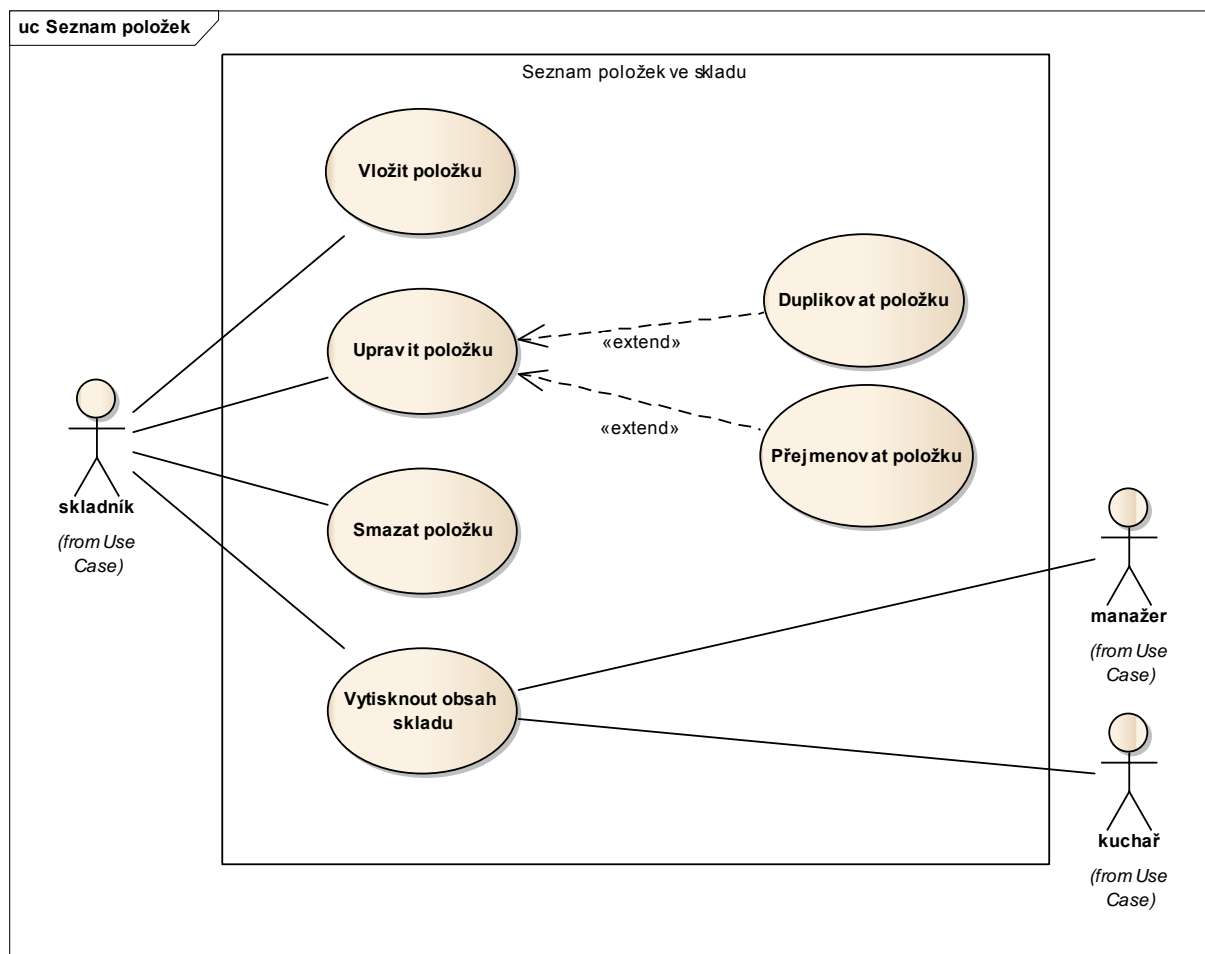 uc Seznam položek
Seznam položek ve skladu
Vložit položku
Duplikovat položku
«extend»
Upravit položku
«extend»
Přejmenovat položku
skladník
(from Use
Case)
Smazat položku
manažer
(from Use
Case)
Vytisknout obsah
skladu
kuchař
(from Use
Case)